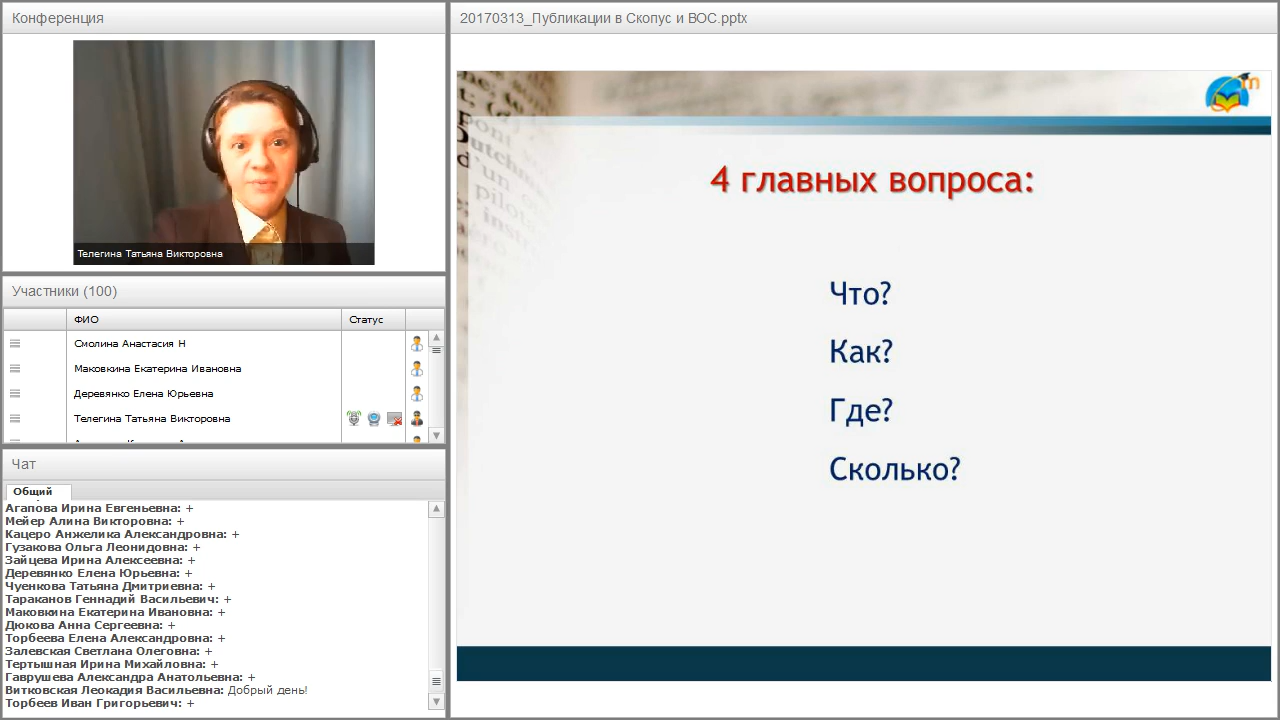 Конференция
Телегина Татьяна Викторовна
Участники (100)
ФИО Статус
Смолина Анастасия Н
Маковкина Екатерина Ивановна
Деревянко Елена Юрьевна
Телегина Татьяна Викторовна
Чат
Общий
Агапова Ирина Евгеньевна: +
Мейер Алина Викторовна: +
Кацеро Анжелика Александровна: +
Гузакова Ольга Леонидовна: +
Зайцева Ирина Алексеевна: +
Деревянко Елена Юрьевна: +
Чуенкова Татьяна Дмитриевна: +
Тараканов Геннадий Васильевич: +
Маковкина Екатерина Ивановна: +
Дюкова Анна Сергеевна: +
Торбеева Елена Александровна: +
Залевская Светлана Олеговна: +
Тертышная Ирина Михайловна: +
Гаврушева Александра Анатольевна: +
Витковская Леокадия Васильевна: Добрый день!
Торбеев Иван Григорьевич: +
20170313_Публикации в Скопус и ВОС.pptx
4 главных вопроса:
Что?
Как?
Где?
Сколько?